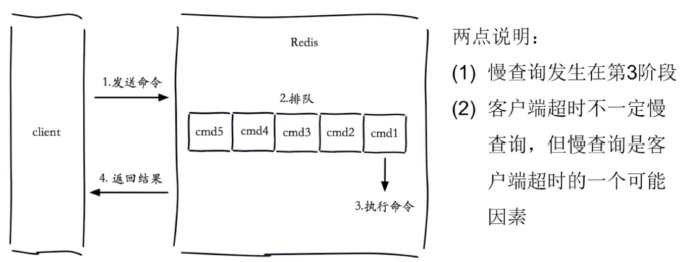 Redis
1.发送命令
2.排队
client
cmd5 cmd4 cmd3 cmd2 cmd1
4. 返回结果
3.执行命令
两点说明：
(1) 慢查询发生在第3阶段
(2) 客户端超时不一定慢
查询，但慢查询是客
户端超时的一个可能
因素